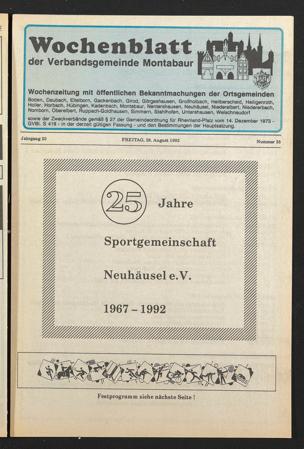 Wochenblatt
der Verbandsgemeinde Montabaur
Wochenzeitung mit öffentlichen Bekanntmachungen der Ortsgemeinden
Boden, Daubach, Eitelborn, Gackenbach, Girod, Görgeshausen, Großholbach, Heilberscheid, Heiligenroth,
Holler, Horbach, Hübingen, Kadenbach, Montabaur, Nentershausen, Neuhäusel, Niederelbert, Niedererbach,
Nomborn, Oberelbert, Ruppach-Goldhausen, Simmern, Stahlhofen, Untershausen, Welschneudorf
sowie der Zweckverbände gemäß § 27 der Gemeindeordnung für Rheinland-Pfalz vom 14. Dezember 1973 -
GVBl. S 419 - in der derzeit gültigen Fassung - und den Bestimmungen der Hauptsatzung.
Jahrgang 20 FREITAG, 28. August 1992 Nummer 35
25 Jahre
Sportgemeinschaft
Neuhäusel e.V.
1967 - 1992
Festprogramm siehe nächste Seite !